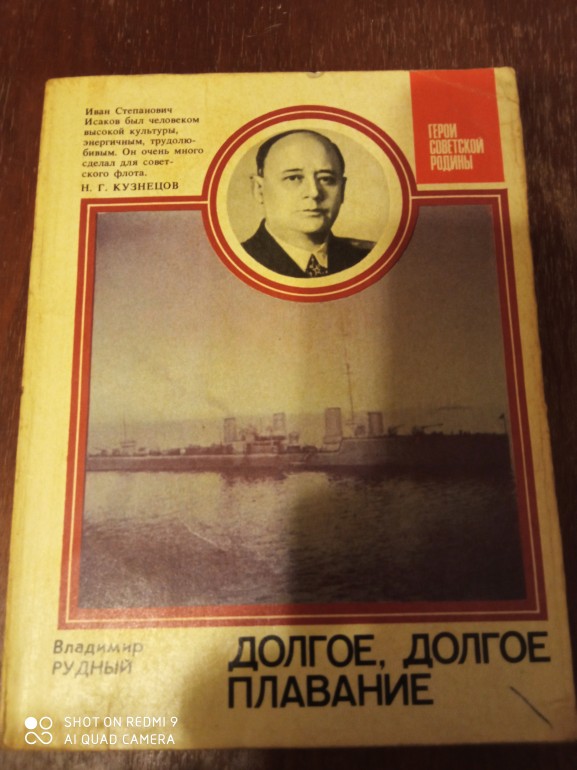 Иван Степанович
Исаков был человеком
высокой культуры,
энергичным, трудолю-
бивым. Он очень много
сделал для совет-
ского флота.
Н. Г. КУЗНЕЦОВ
ГЕРОИ
СОВЕТСКОЙ
РОДИНЫ
Владимир
РУДНЫЙ
ДОЛГОЕ, ДОЛГОЕ
ПЛАВАНИЕ
SHOT ON REDMI 9
AI QUAD CAMERA